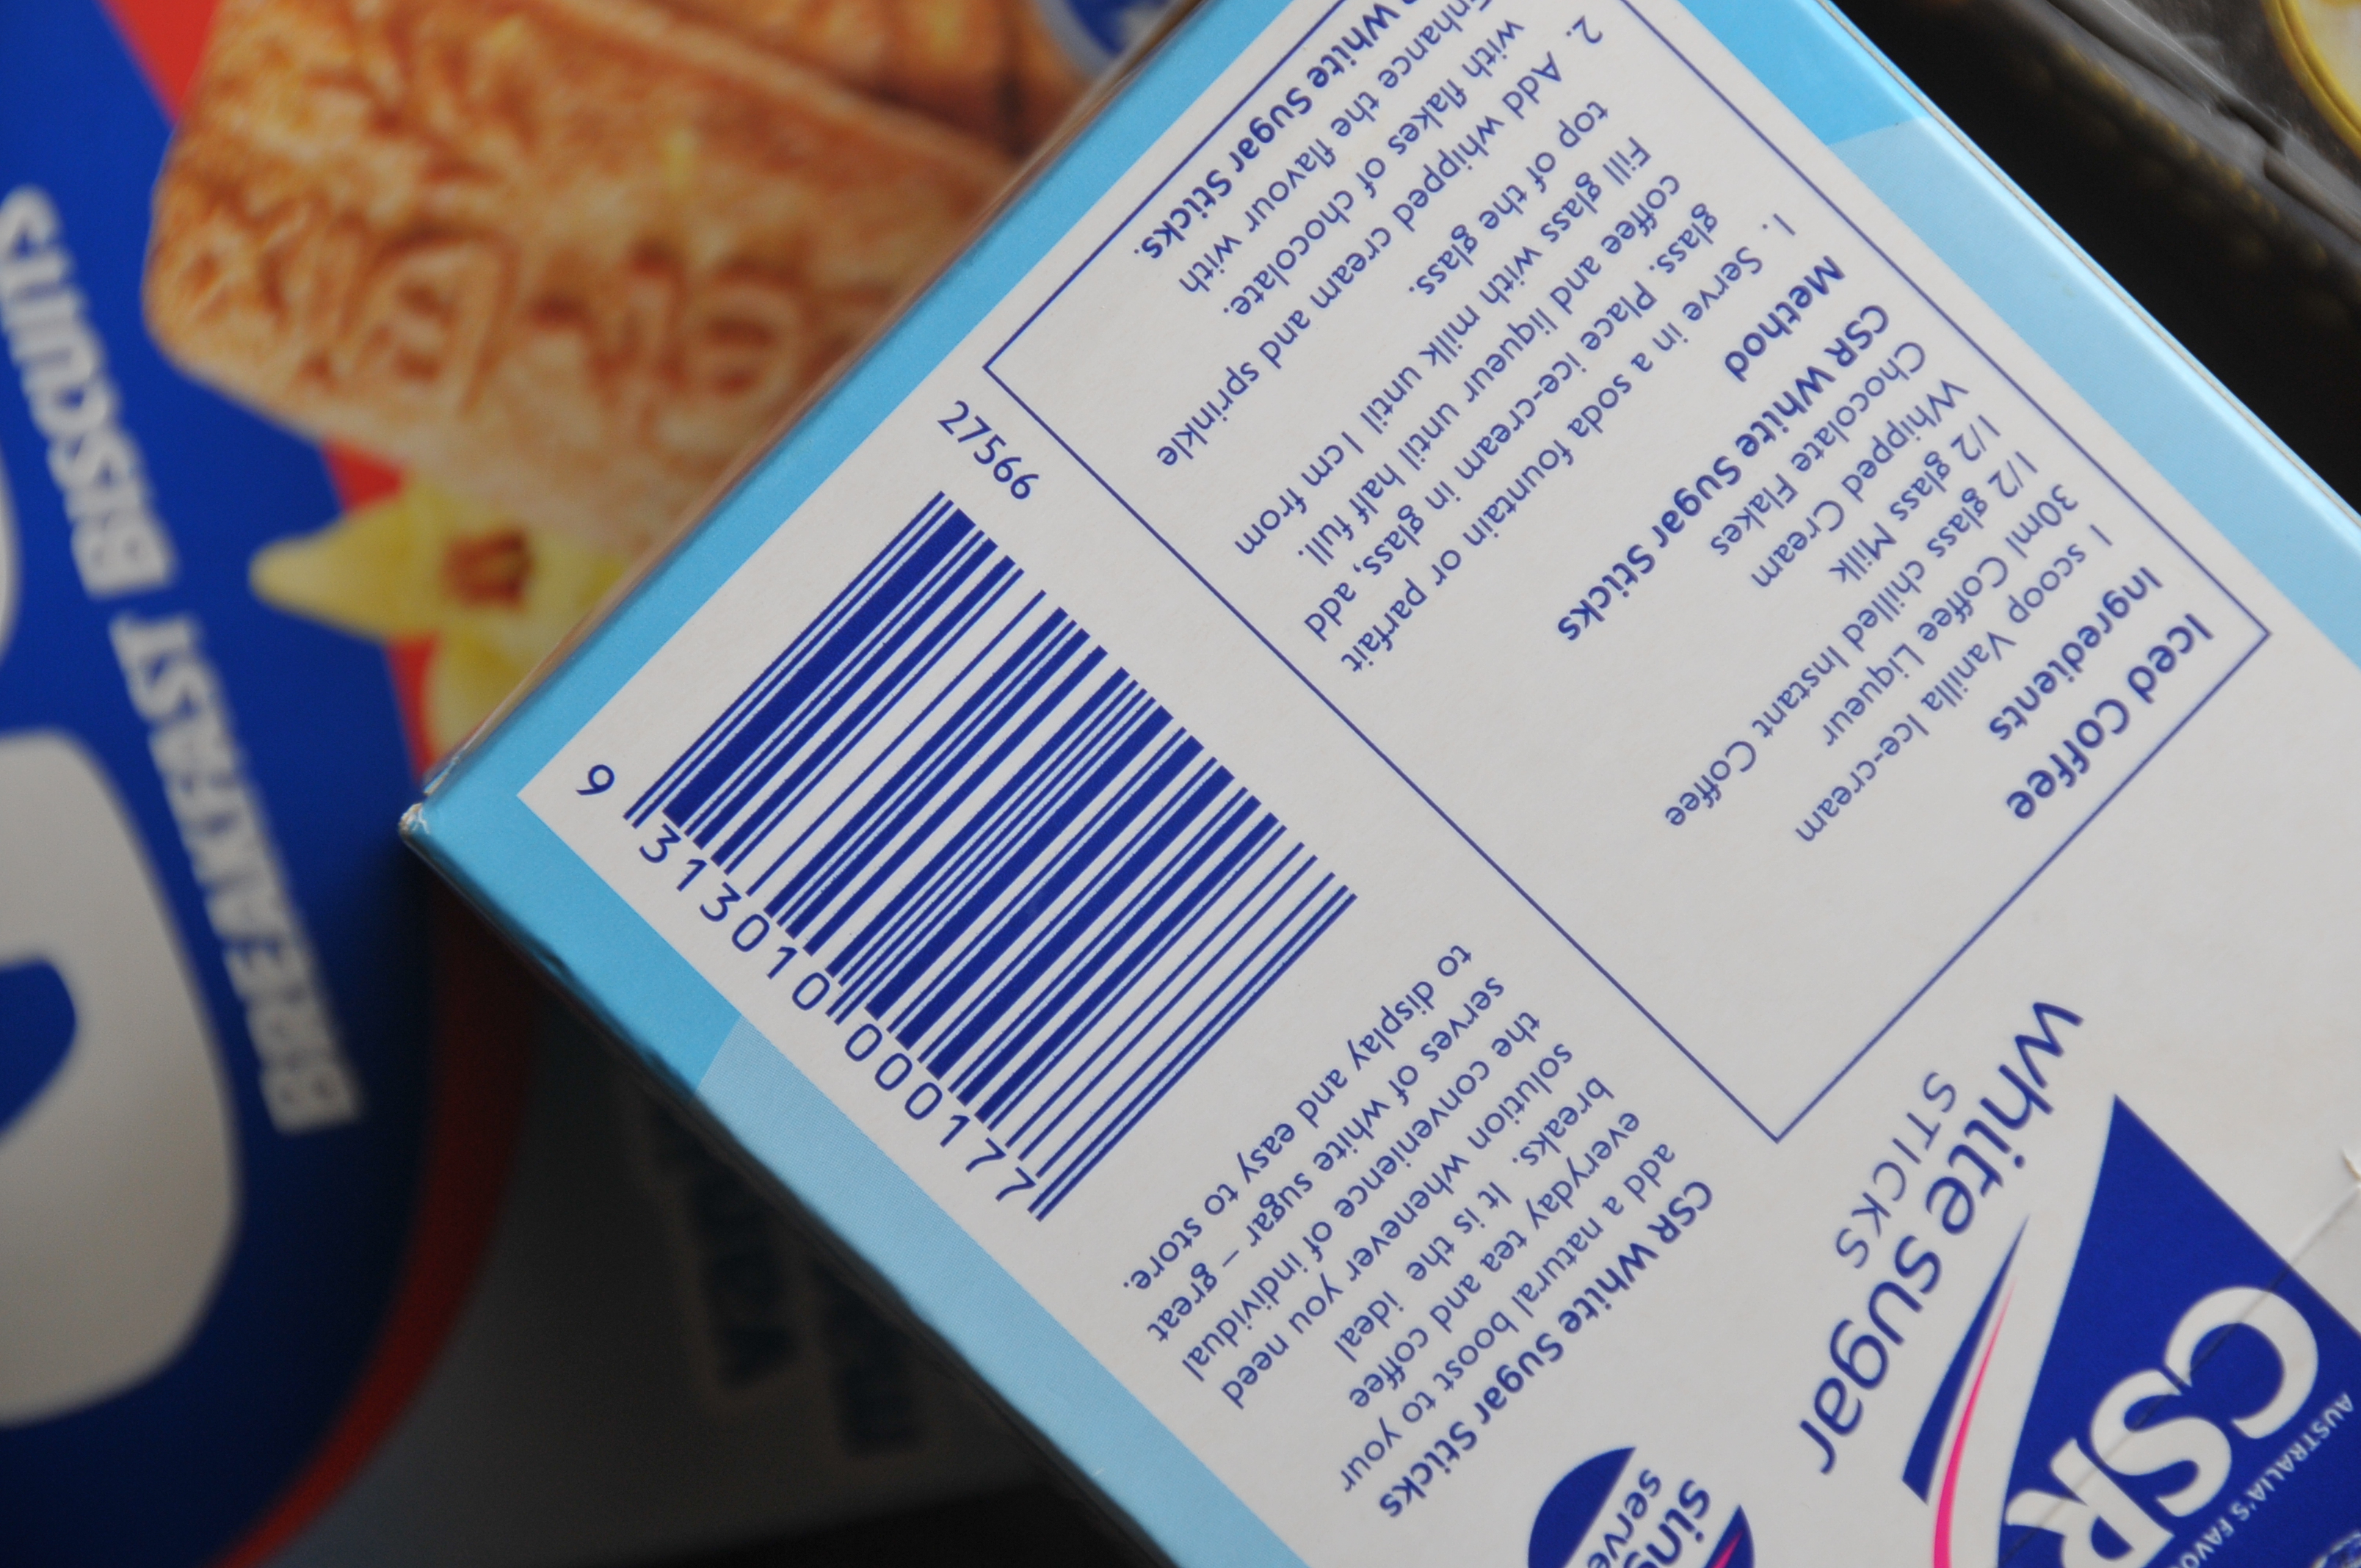 AUSTRALIA'S
CSR
white sugar
STICKS
CSR White Sugar Sticks
add a natural boost to your
everyday tea and coffee
breaks. It is the ideal
solution whenever you need
the convenience of individual
serves of white sugar – great
to display and easy to store.
Iced Coffee
Ingredients
1 scoop Vanilla Ice-cream
30ml Coffee Liqueur
1/2 glass chilled Instant Coffee
1/2 glass Milk
Whipped Cream
Chocolate Flakes
CSR White Sugar Sticks
Method
1. Serve in a soda fountain or parfait
glass. Place ice-cream in glass, add
coffee and liqueur until half full.
Fill glass with milk until 1cm from
top of the glass.
2. Add whipped cream and sprinkle
with flakes of chocolate.
the flavour with
White Sugar Sticks.
27566
9 313010 000177
BREAKFAST BISCUITS